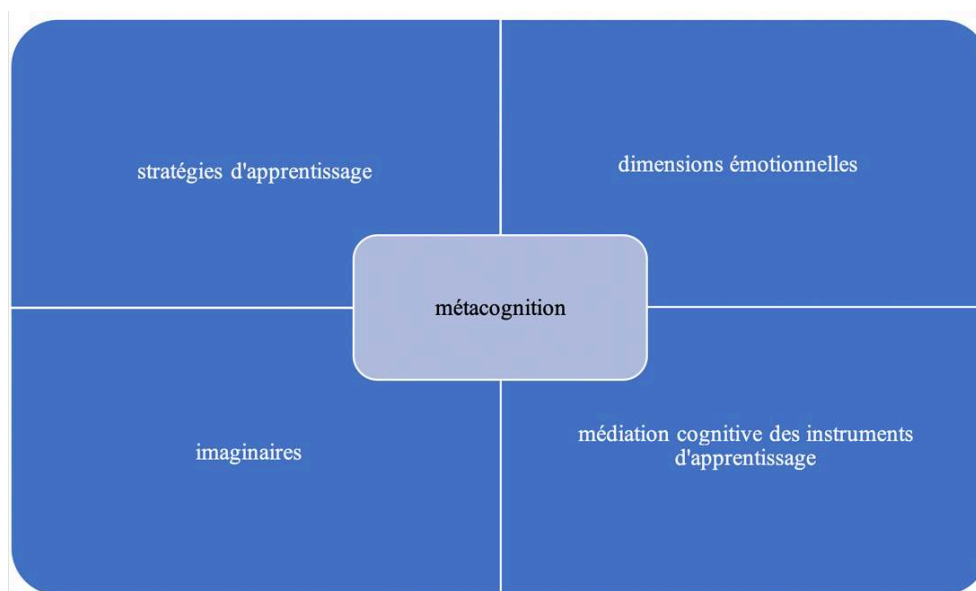 stratégies d'apprentissage
dimensions émotionnelles
métacognition
imaginaires
médiation cognitive des instruments
d'apprentissage